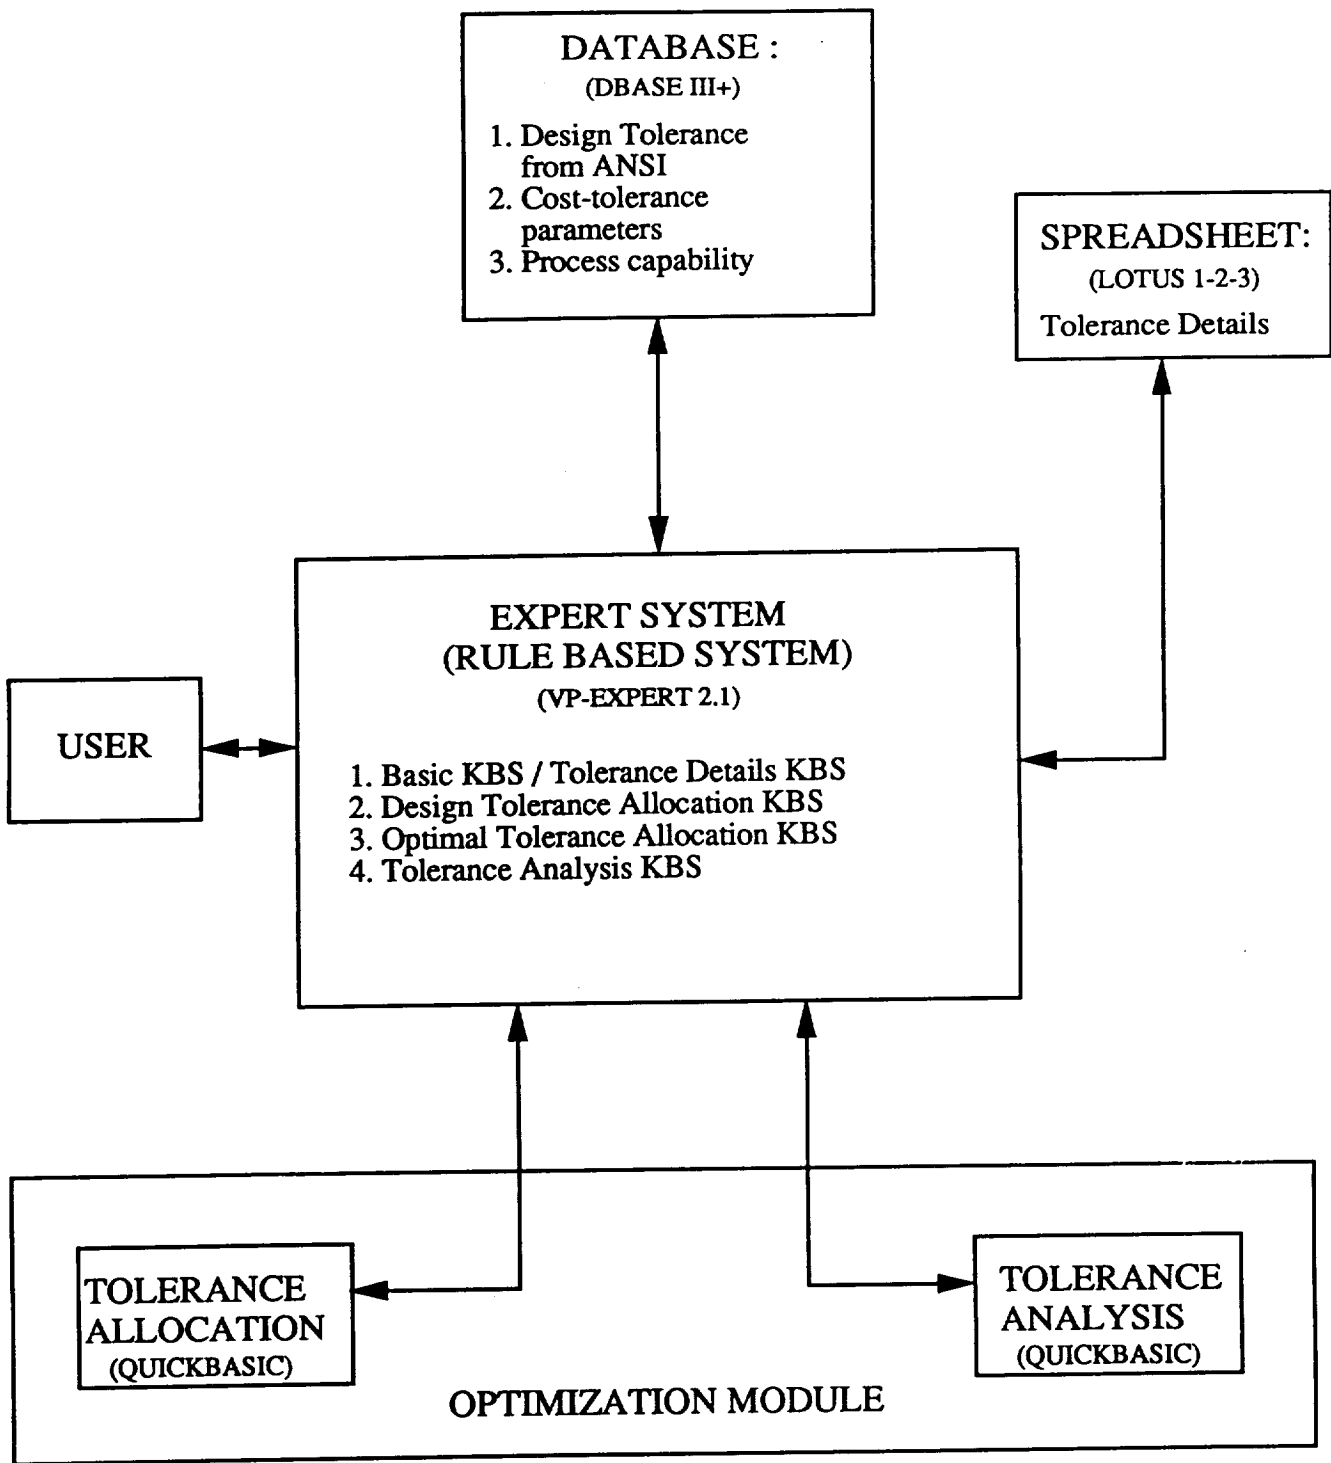 DATABASE :
(DBASE III+)
1. Design Tolerance
from ANSI
2. Cost-tolerance
parameters
3. Process capability
SPREADSHEET:
(LOTUS 1-2-3)
Tolerance Details
EXPERT SYSTEM
(RULE BASED SYSTEM)
(VP-EXPERT 2.1)
1. Basic KBS / Tolerance Details KBS
2. Design Tolerance Allocation KBS
3. Optimal Tolerance Allocation KBS
4. Tolerance Analysis KBS
USER
TOLERANCE
ALLOCATION
(QUICKBASIC)
TOLERANCE
ANALYSIS
(QUICKBASIC)
OPTIMIZATION MODULE